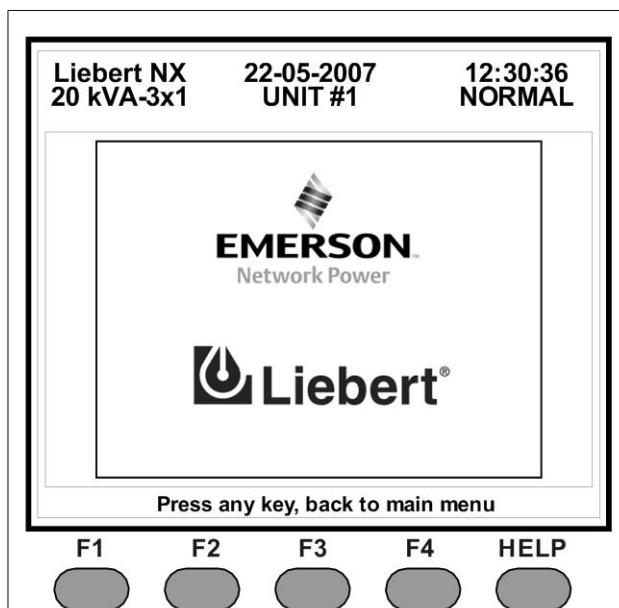 Liebert NX 22-05-2007 12:30:36
20 kVA-3x1 UNIT #1 NORMAL
EMERSON™
Network Power
Liebert®
Press any key, back to main menu
F1 F2 F3 F4 HELP